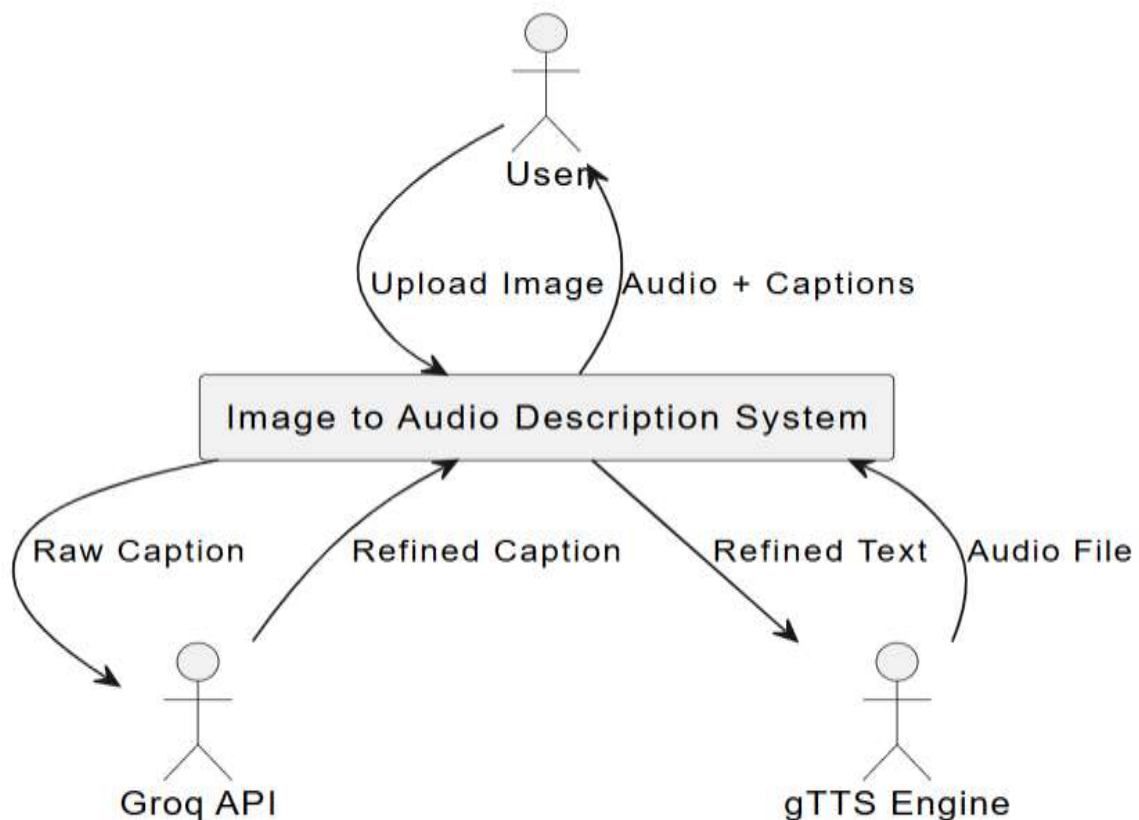 User
Upload Image
Audio + Captions
Image to Audio Description System
Raw Caption
Refined Caption
Refined Text
Audio File
Groq API
gTTS Engine